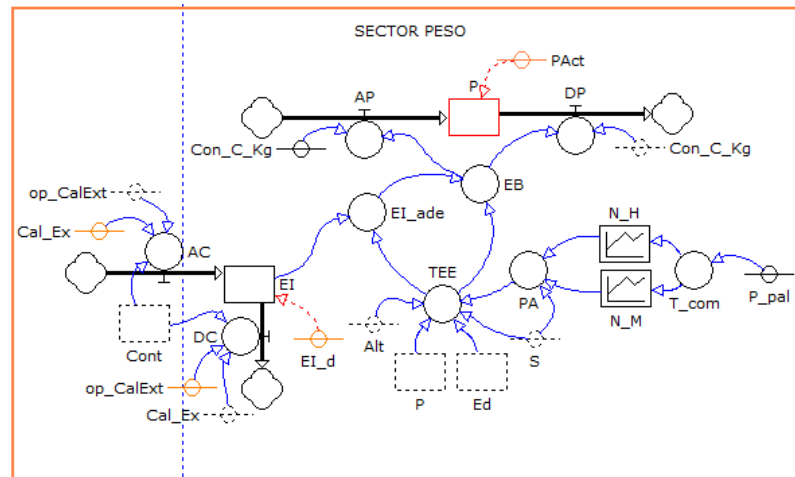 SECTOR PESO
PAct
P
AP
DP
Con_C_Kg
Con_C_Kg
EB
op_CalExt
EI_ade
N_H
Cal_Ex
AC
TEE
EI
PA
T_com
P_pal
N_M
Cont
DC
EI_d
Alt
S
op_CalExt
P
Ed
Cal_Ex